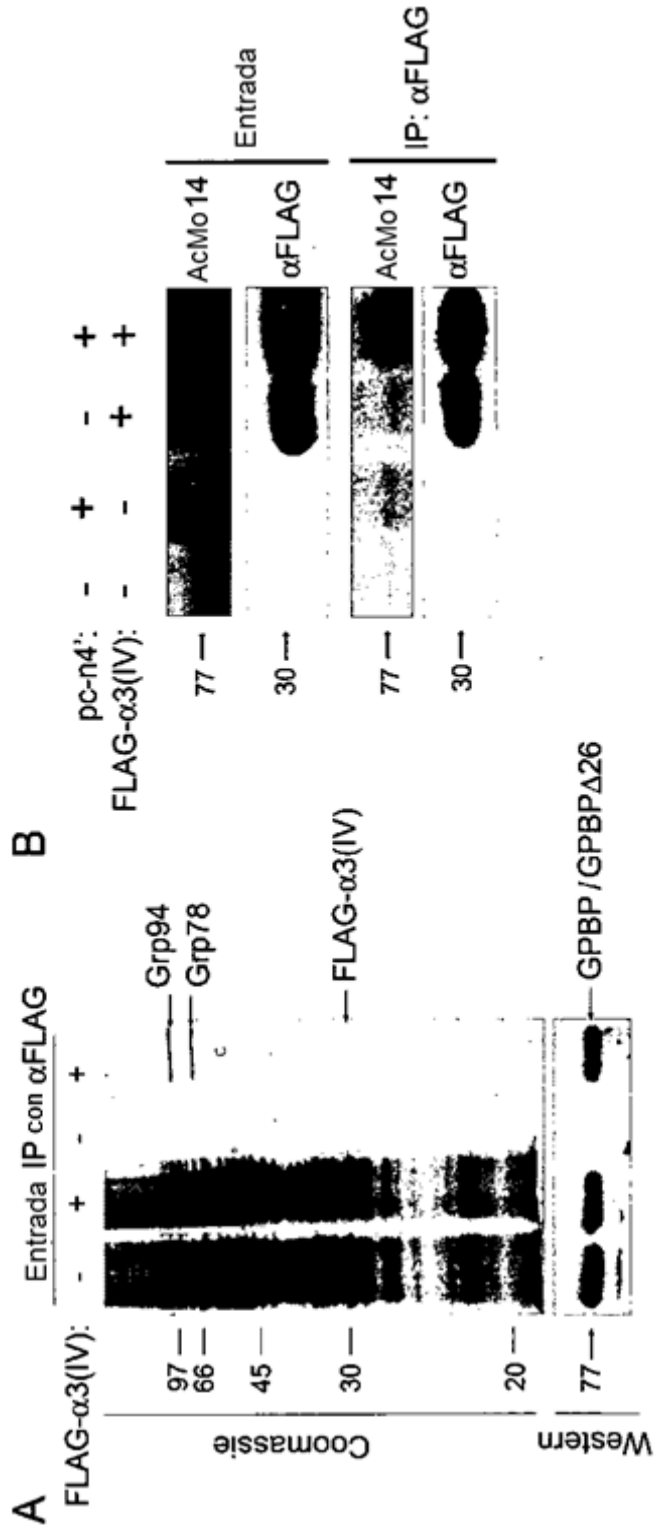 A
Entrada IP con αFLAG
FLAG-α3(IV): - + - +
97
66
45
30
20
Coomassie
Grp94
Grp78
FLAG-α3(IV)
77
Western
GPBP / GPBPΔ26
B
pc-n4': - + - +
FLAG-α3(IV): - - + +
77 AcMo14
30 αFLAG
Entrada
77 AcMo14
30 αFLAG
IP: αFLAG